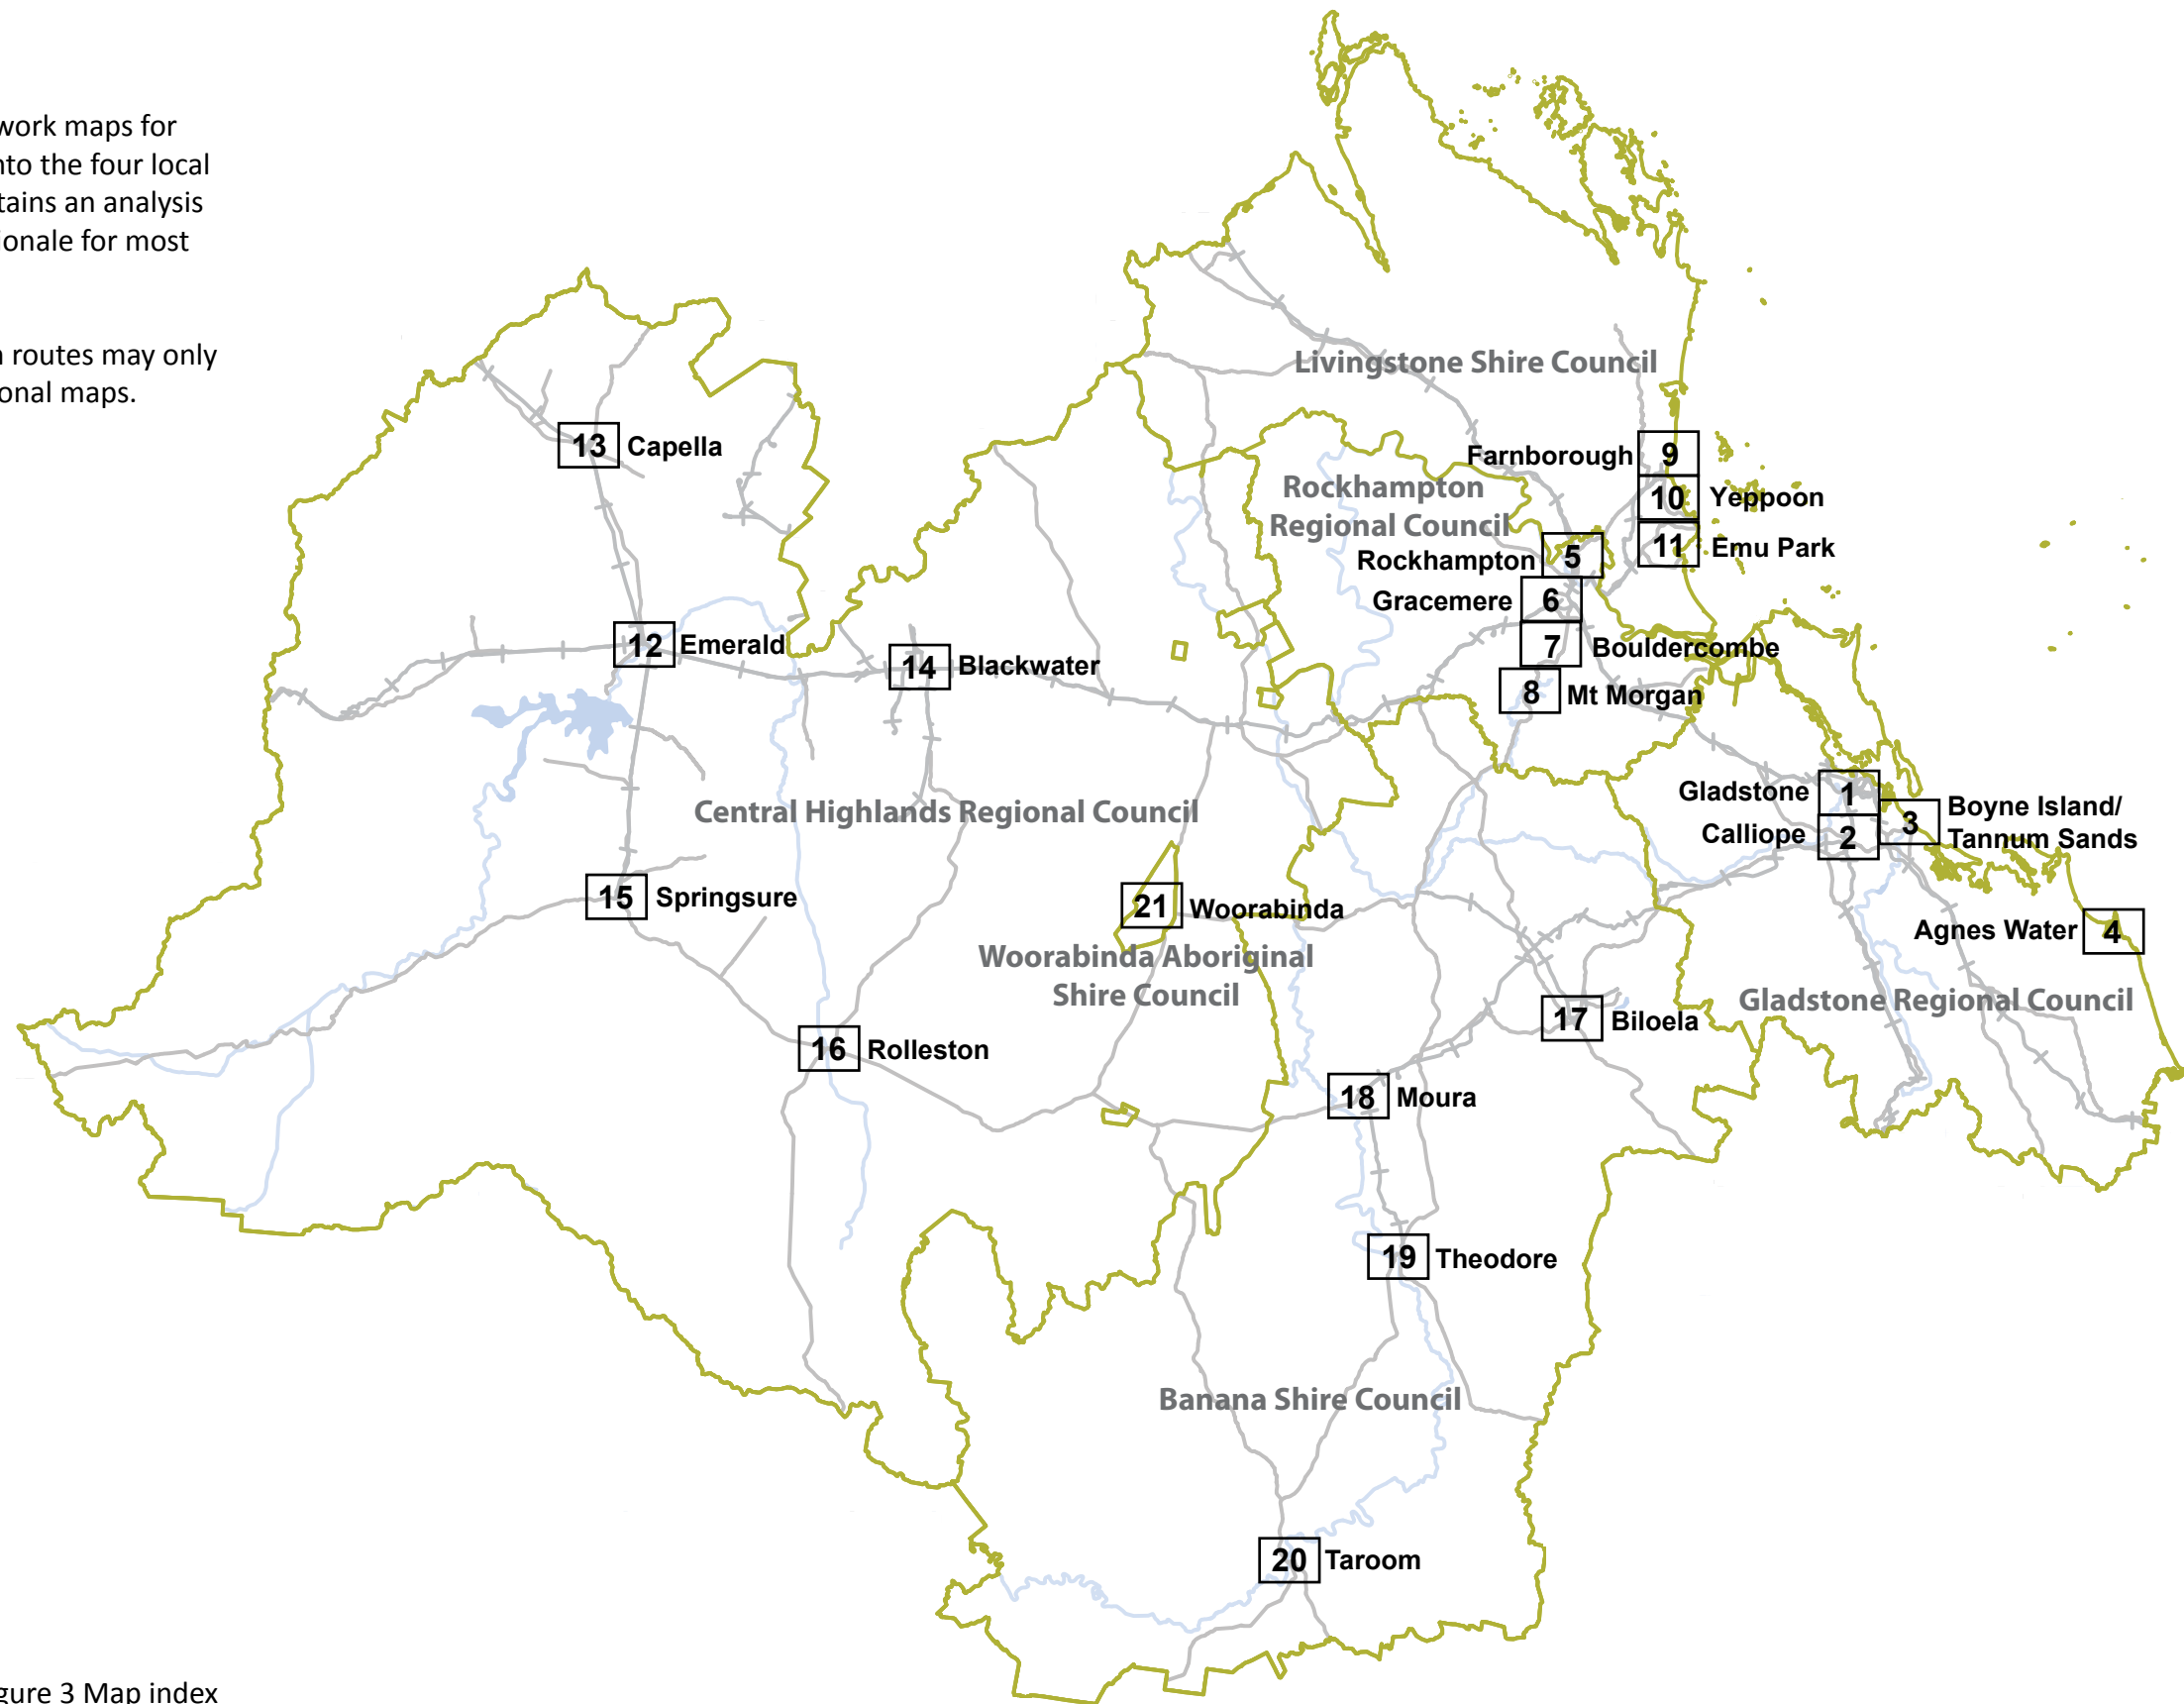 work maps for
nto the four local
tains an analysis
ionale for most
n routes may only
onal maps.
Livingstone Shire Council
13 Capella
Farnborough 9
Rockhampton
Regional Council
10 Yeppoon
11 Emu Park
Rockhampton 5
Gracemere 6
12 Emerald
7 Bouldercombe
14 Blackwater
8 Mt Morgan
Gladstone 1
Central Highlands Regional Council
3 Boyne Island/
Tannum Sands
Calliope 2
15 Springsure
21 Woorabinda
Agnes Water 4
Woorabinda Aboriginal
Shire Council
Gladstone Regional Council
17 Biloela
16 Rolleston
18 Moura
19 Theodore
Banana Shire Council
20 Taroom
gure 3 Map index